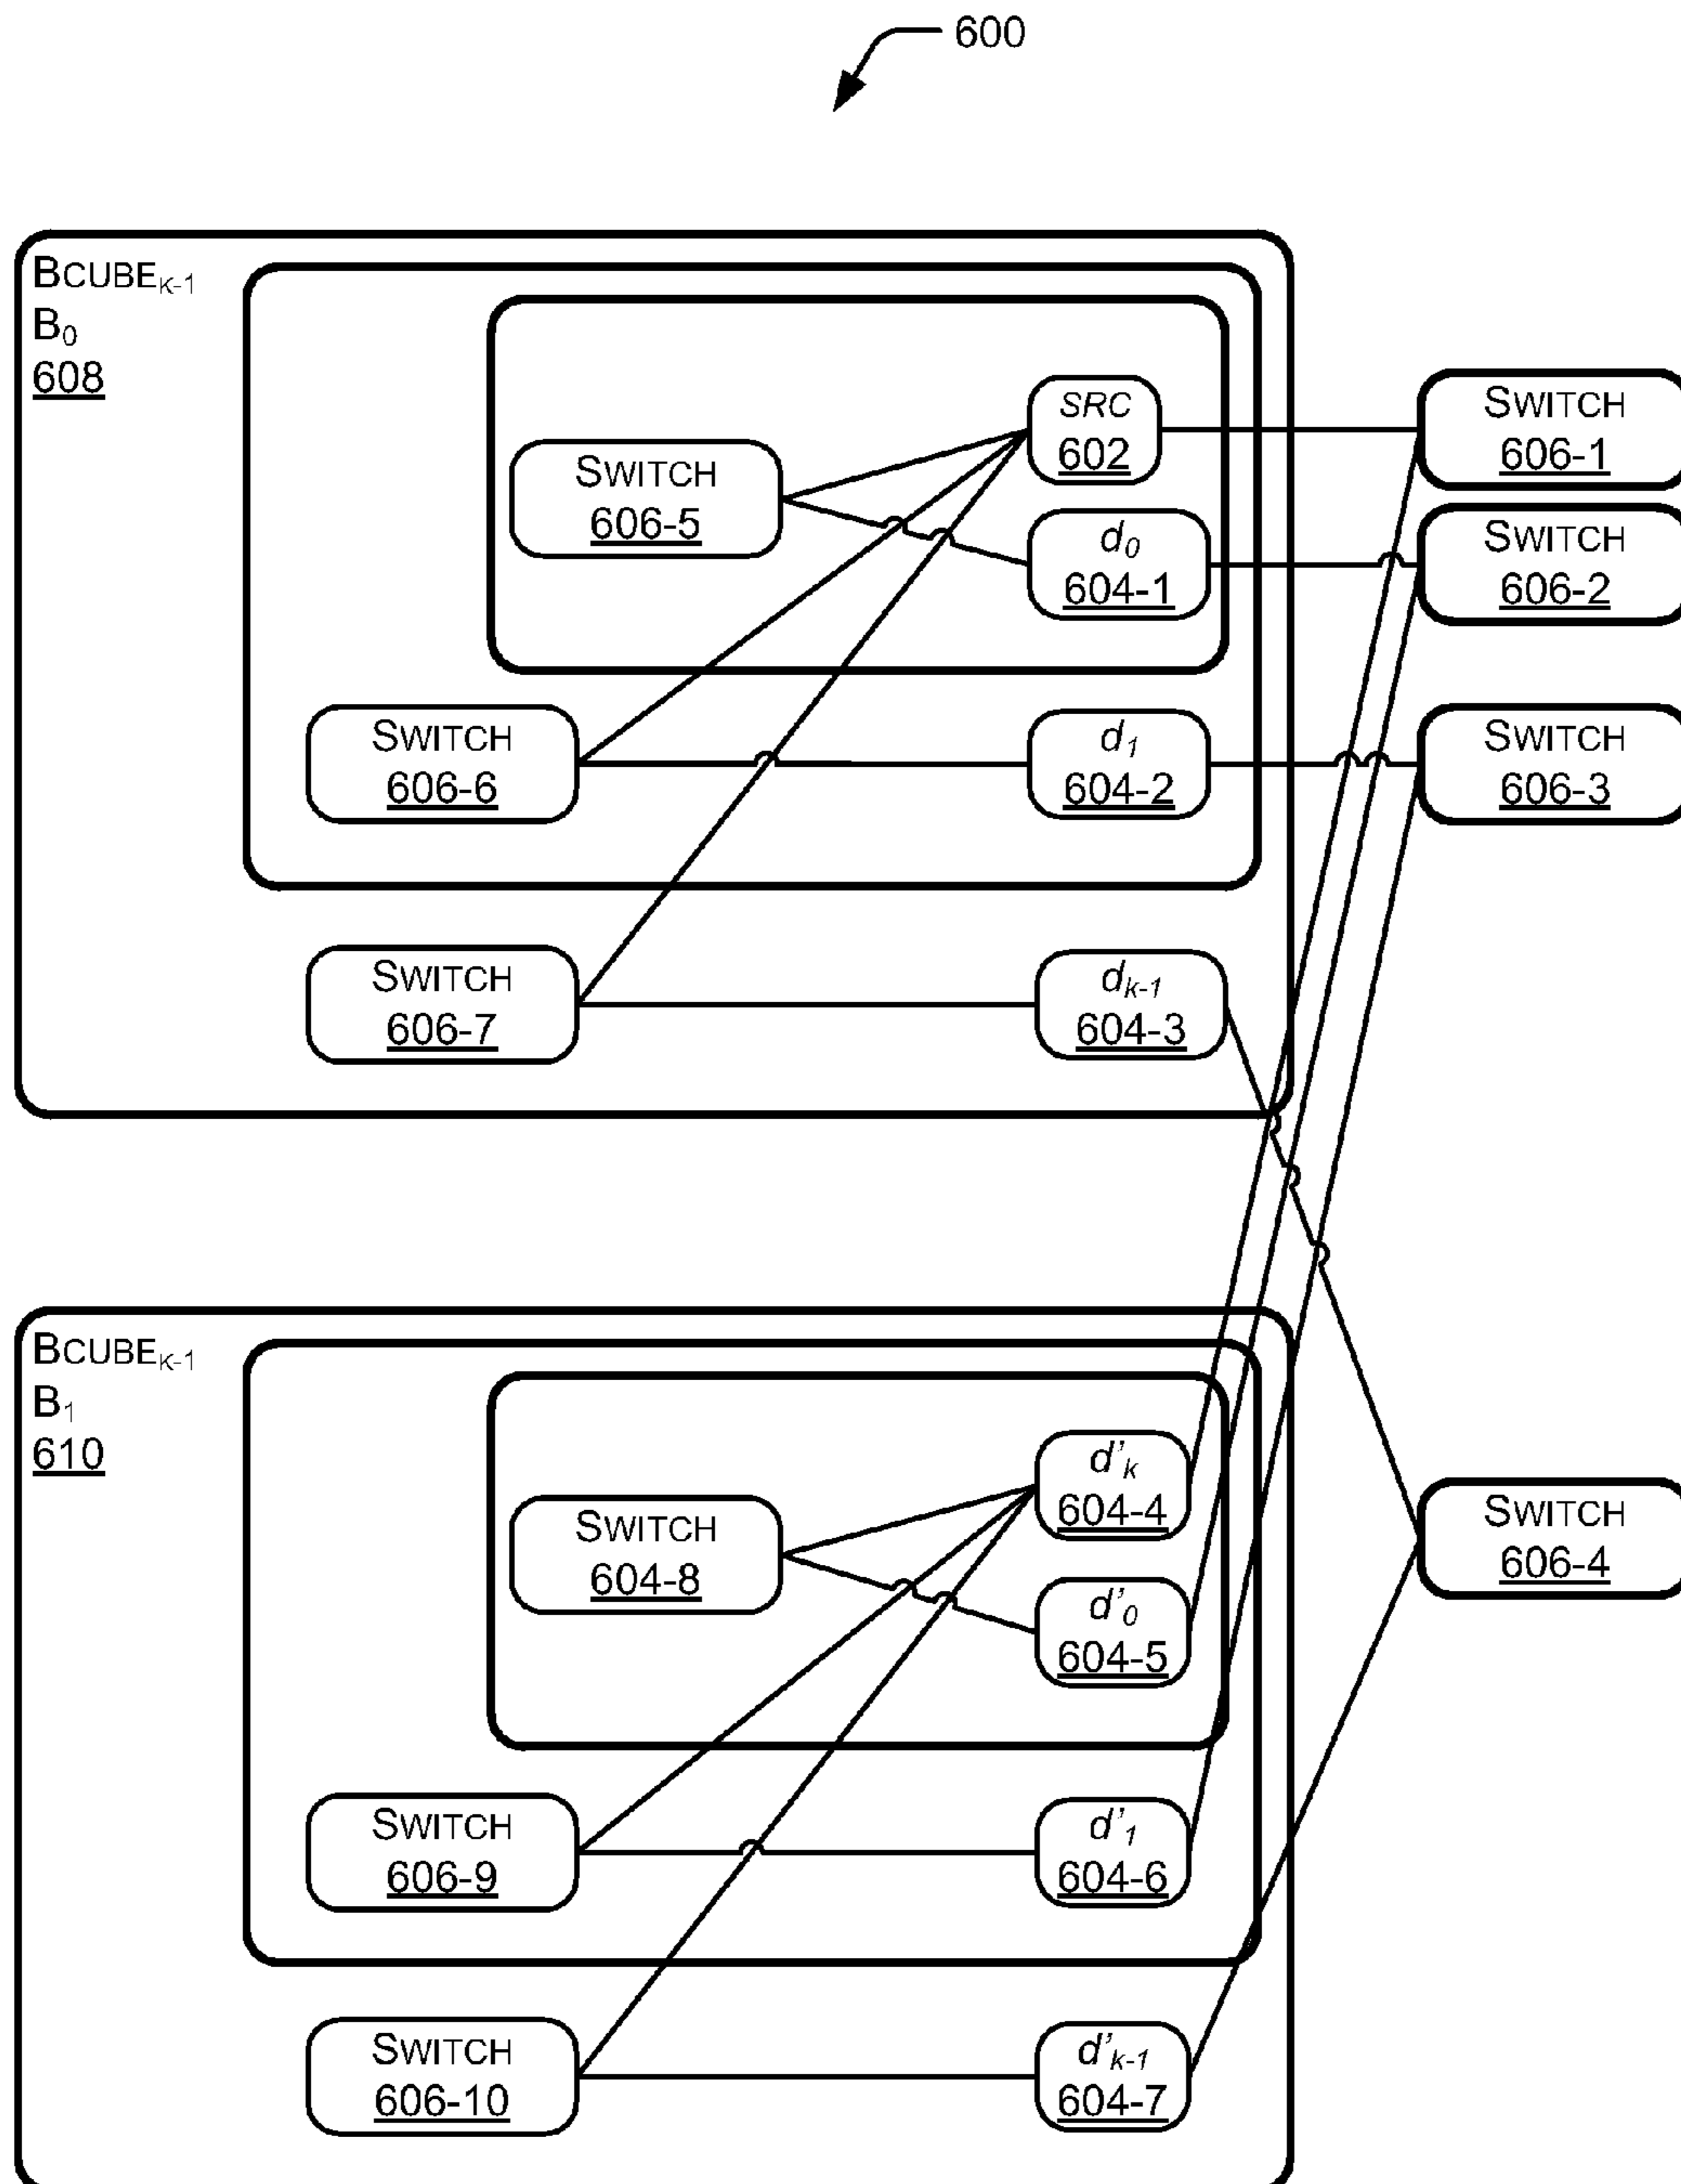 600
BCUBEK-1
B0
608
SRC
602
SWITCH
606-1
SWITCH
606-5
d0
604-1
SWITCH
606-2
SWITCH
606-6
d1
604-2
SWITCH
606-3
SWITCH
606-7
dk-1
604-3
BCUBEK-1
B1
610
d'k
604-4
SWITCH
604-8
SWITCH
606-4
d'0
604-5
SWITCH
606-9
d'1
604-6
SWITCH
606-10
d'k-1
604-7